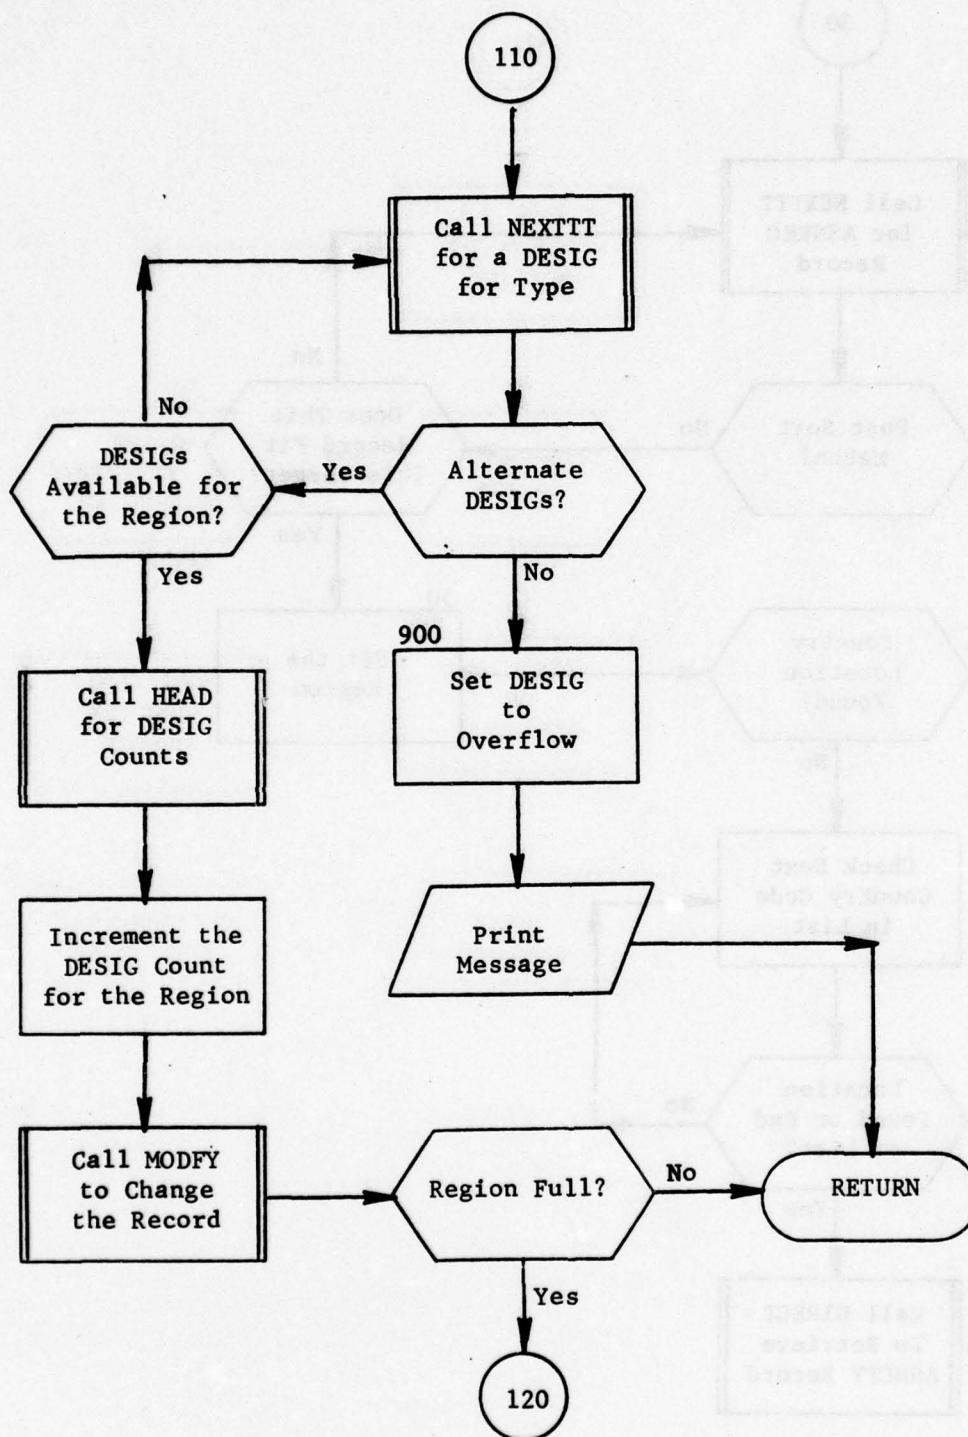 110
Call NEXTTT
for a DESIG
for Type
No
DESIGs
Available for
the Region?
Yes
Alternate
DESIGs?
Yes
No
900
Call HEAD
for DESIG
Counts
Set DESIG
to
Overflow
Increment the
DESIG Count
for the Region
Print
Message
Call MODFY
to Change
the Record
Region Full?
No
RETURN
Yes
120